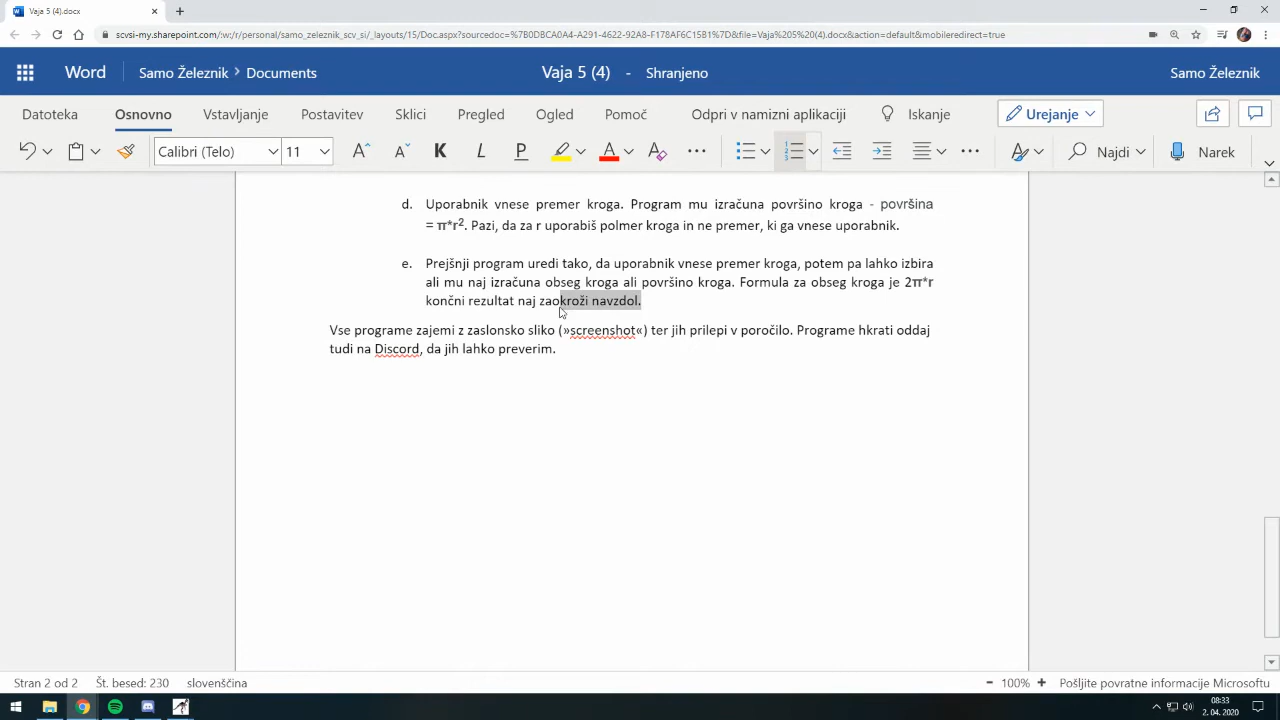 Vaja 5 (4).docx
scvsi-my.sharepoint.com/:w:/r/personal/samo_zeleznik_scv_si/_layouts/15/Doc.aspx?sourcedoc=%7B0DBCA0A4-A291-4622-92A8-F178AF6C15B1%7D&file=Vaja%205%20(4).docx&action=default&mobileredirect=true
Word Samo Železnik > Documents Vaja 5 (4) - Shranjeno Samo Železnik
Datoteka Osnovno Vstavljanje Postavitev Sklici Pregled Ogled Pomoč Odpri v namizni aplikaciji Iskanje Urejanje
Calibri (Telo) 11 A A K L P A Najdi Narek
d. Uporabnik vnese premer kroga. Program mu izračuna površino kroga - površina
= π*r². Pazi, da za r uporabiš polmer kroga in ne premer, ki ga vnese uporabnik.
e. Prejšnji program uredi tako, da uporabnik vnese premer kroga, potem pa lahko izbira
ali mu naj izračuna obseg kroga ali površino kroga. Formula za obseg kroga je 2π*r
končni rezultat naj zaokroži navzdol.
Vse programe zajemi z zaslonsko sliko (»screenshot«) ter jih prilepi v poročilo. Programe hkrati oddaj
tudi na Discord, da jih lahko preverim.
Stran 2 od 2 Št. besed: 230 slovenščina 100% Pošljite povratne informacije Microsoftu
08:33
2. 04. 2020